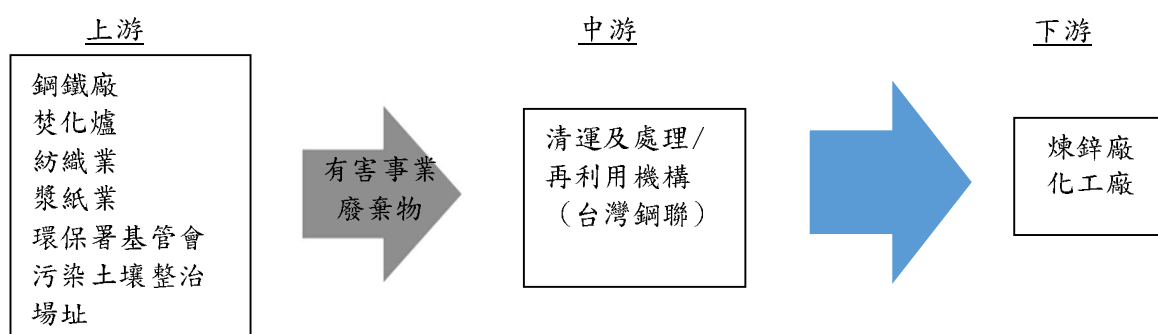 上游
鋼鐵廠
焚化爐
紡織業
漿紙業
環保署基管會
污染土壤整治
場址
有害事業
廢棄物
中游
清運及處理/
再利用機構
（台灣鋼聯）
下游
煉鋅廠
化工廠